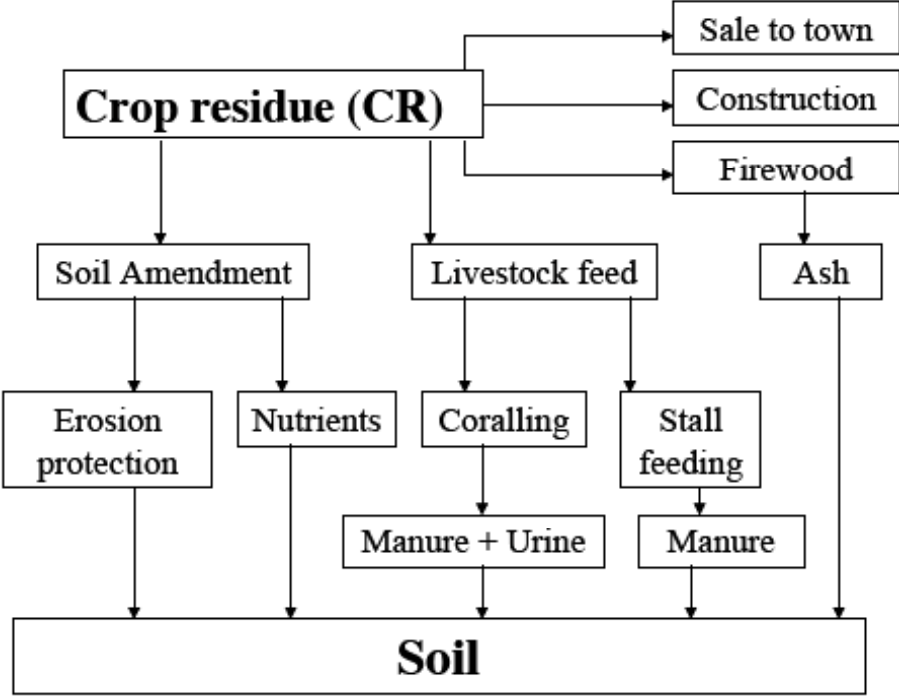 Sale to town
Crop residue (CR)
Construction
Firewood
Soil Amendment
Livestock feed
Ash
Erosion
protection
Nutrients
Coralling
Stall
feeding
Manure + Urine
Manure
Soil